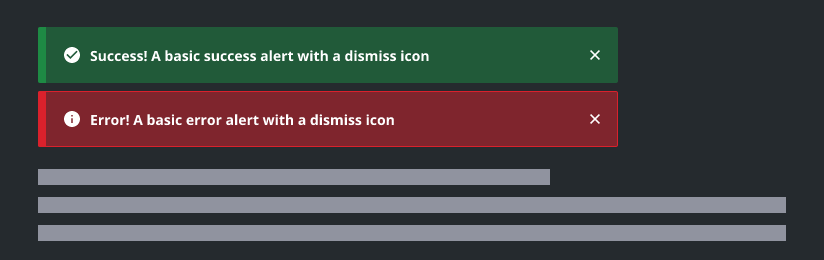 Success! A basic success alert with a dismiss icon
Error! A basic error alert with a dismiss icon